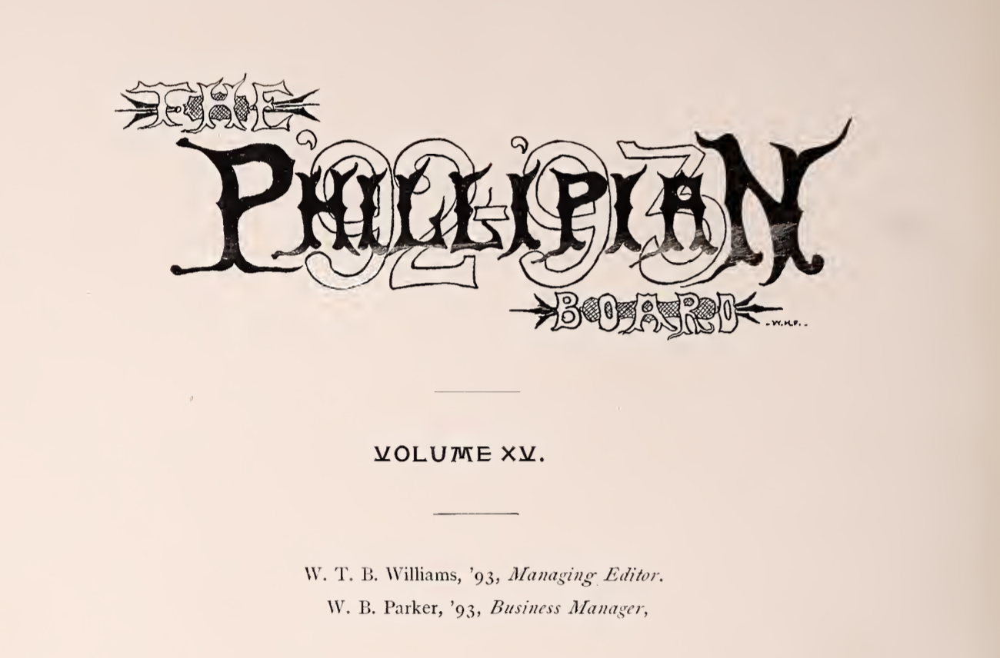 THE
PHILLIPIAN
'92-'93
BOARD
-W.H.P.-
VOLUME XV.
W. T. B. Williams, '93, Managing Editor.
W. B. Parker, '93, Business Manager,